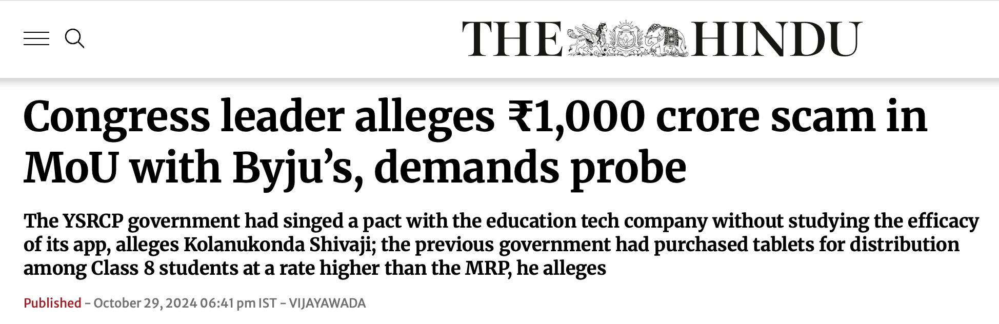 THE HINDU
Congress leader alleges ₹1,000 crore scam in
MoU with Byju’s, demands probe
The YSRCP government had singed a pact with the education tech company without studying the efficacy
of its app, alleges Kolanukonda Shivaji; the previous government had purchased tablets for distribution
among Class 8 students at a rate higher than the MRP, he alleges
Published - October 29, 2024 06:41 pm IST - VIJAYAWADA